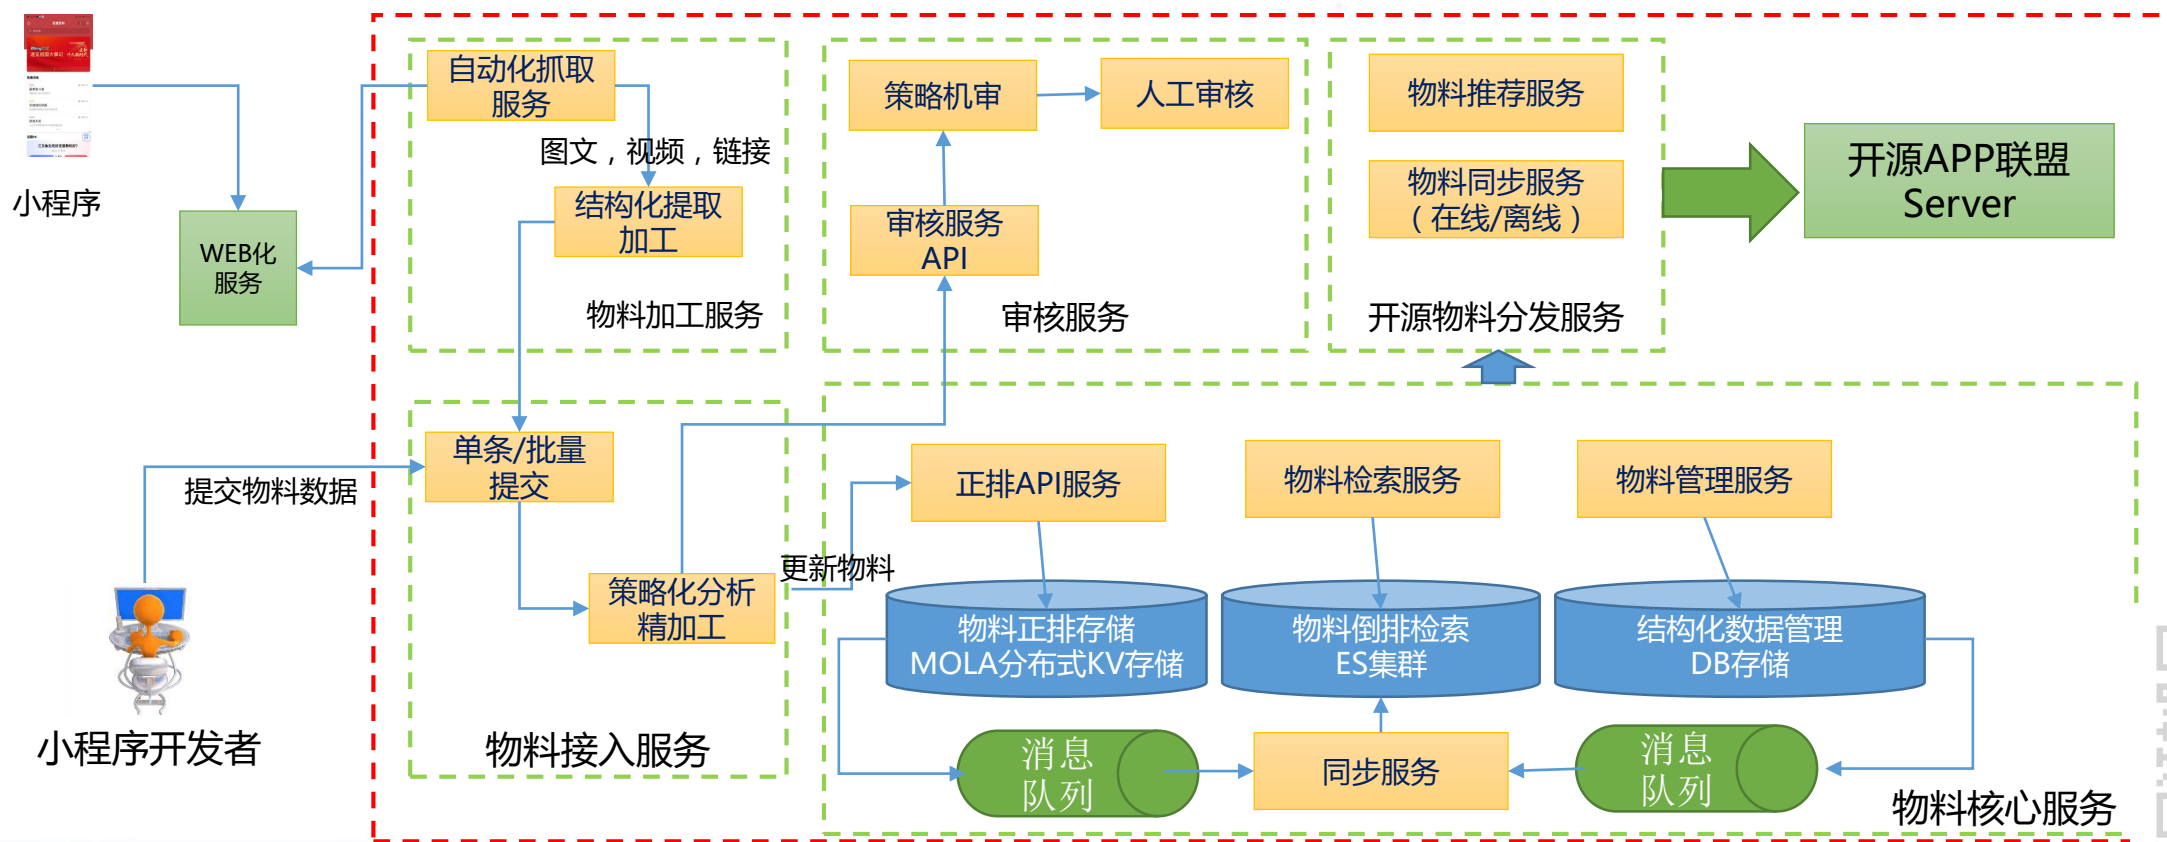 小程序
WEB化
服务
自动化抓取
服务
图文，视频，链接
结构化提取
加工
物料加工服务
策略机审
人工审核
审核服务
API
审核服务
物料推荐服务
物料同步服务
（在线/离线）
开源物料分发服务
开源APP联盟
Server
提交物料数据
小程序开发者
单条/批量
提交
策略化分析
精加工
物料接入服务
更新物料
正排API服务
物料检索服务
物料管理服务
物料正排存储
MOLA分布式KV存储
物料倒排检索
ES集群
结构化数据管理
DB存储
消息
队列
同步服务
消息
队列
物料核心服务